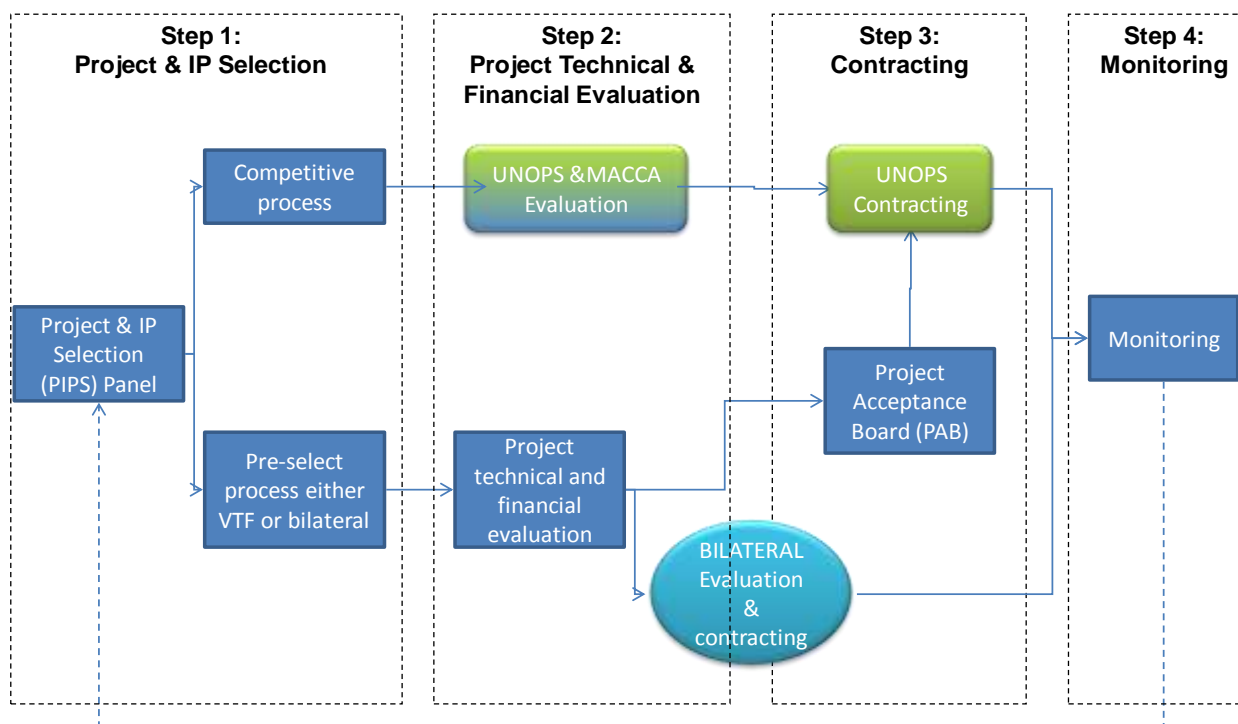 Step 1:
Project & IP Selection
Step 2:
Project Technical &
Financial Evaluation
Step 3:
Contracting
Step 4:
Monitoring
Competitive
process
UNOPS &MACCA
Evaluation
UNOPS
Contracting
Project & IP
Selection
(PIPS) Panel
Monitoring
Project
Acceptance
Board (PAB)
Pre-select
process either
VTF or bilateral
Project
technical and
financial
evaluation
BILATERAL
Evaluation
&
contracting